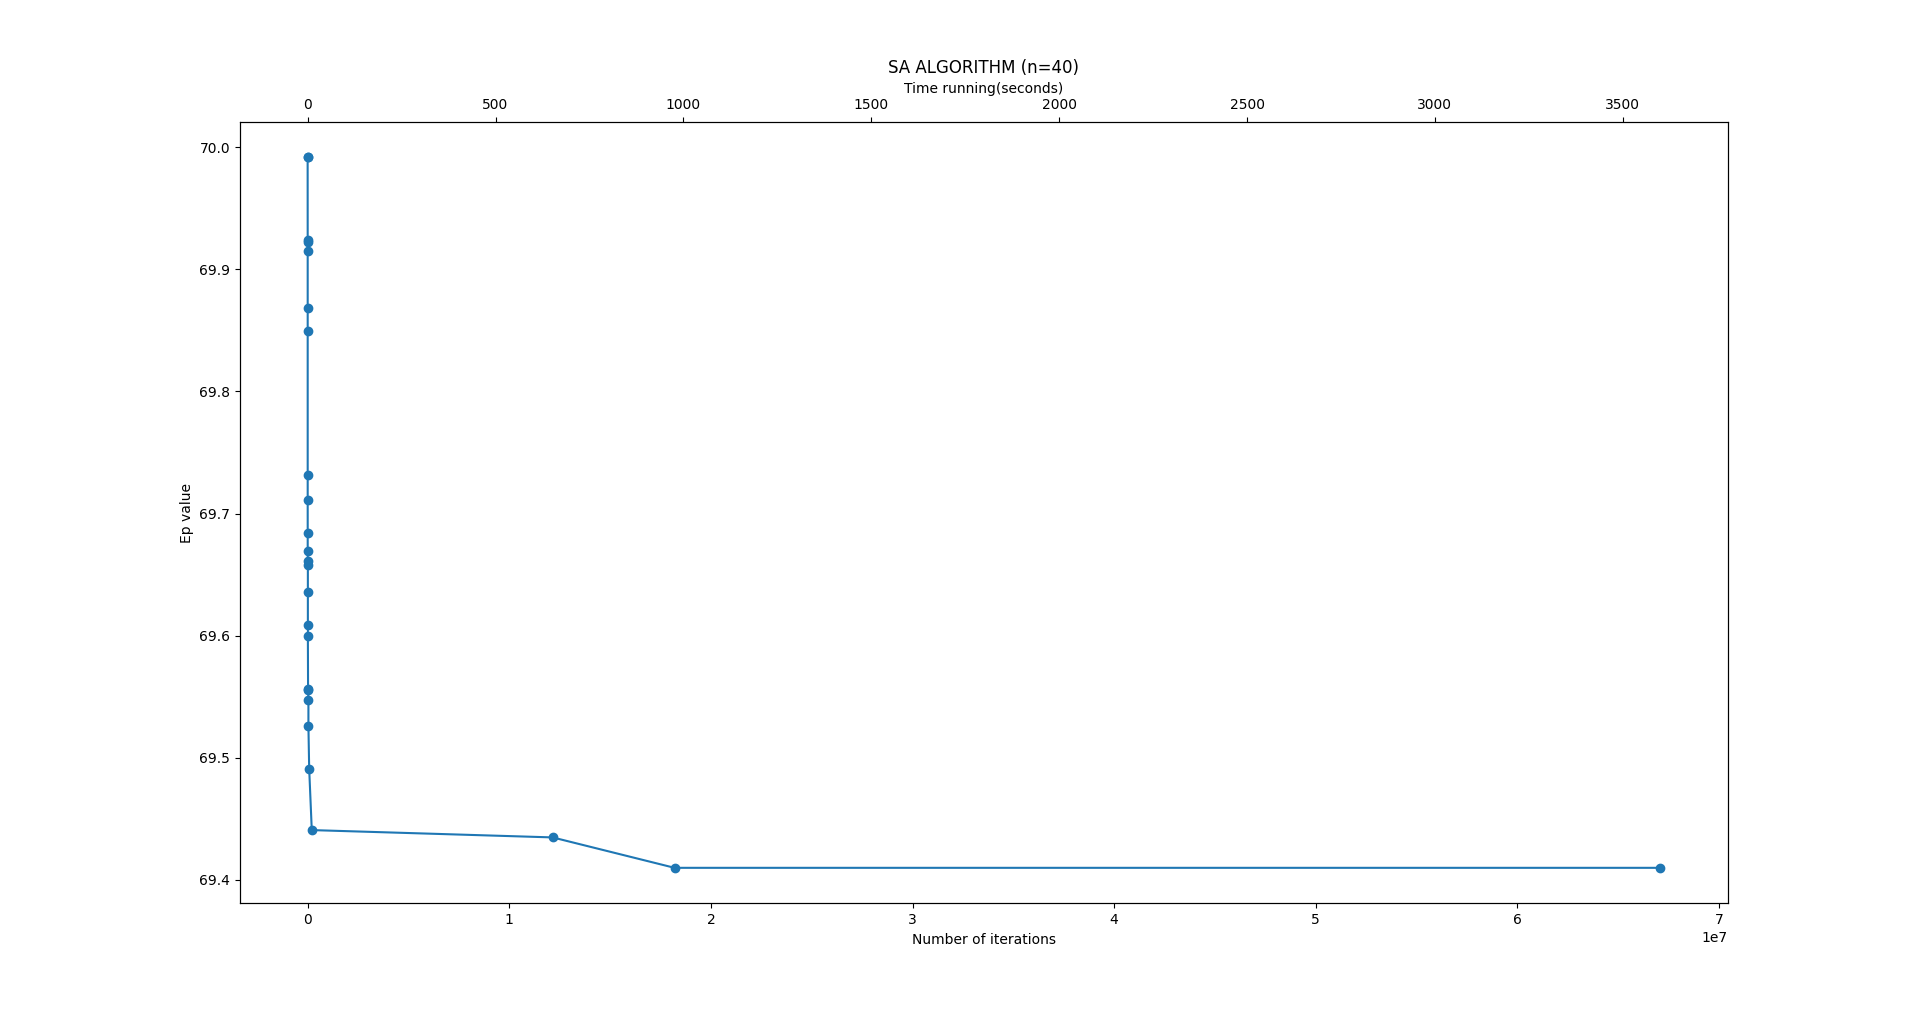 SA ALGORITHM (n=40)
Time running(seconds)
0 500 1000 1500 2000 2500 3000 3500
70.0
69.9
69.8
69.7
69.6
69.5
69.4
Ep value
0 1 2 3 4 5 6 7
1e7
Number of iterations